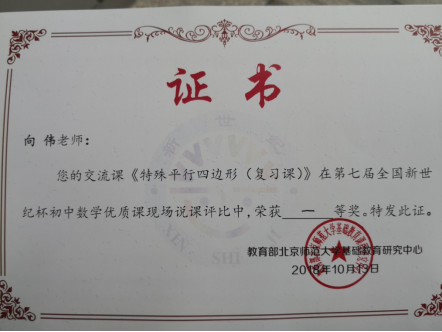 证书
向 伟老师：
您的交流课《特殊平行四边形（复习课）》在第七届全国新世
纪杯初中数学优质课现场说课评比中，荣获 一 等奖。特发此证。
教育部北京师范大学基础教育研究中心
2018年10月13日